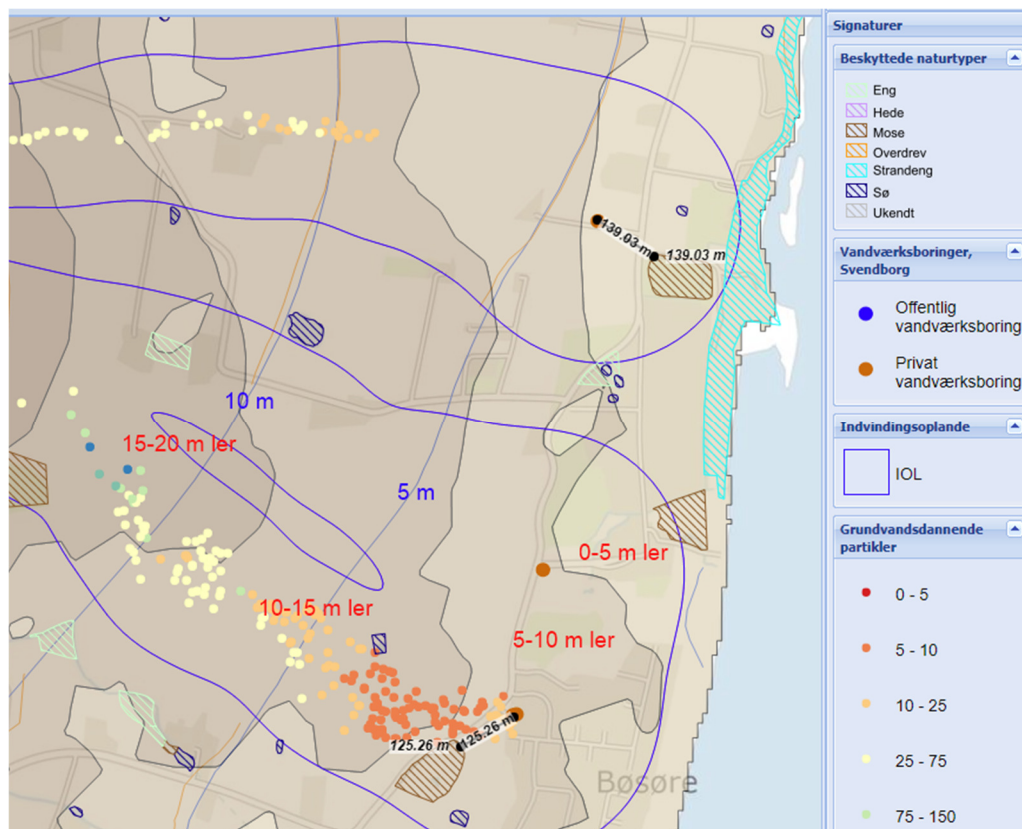 139.03 m
139.03 m
10 m
15-20 m ler
5 m
0-5 m ler
10-15 m ler
5-10 m ler
125.26 m
125.26 m
Bøsøre
Signaturer
Beskyttede naturtyper
Eng
Hede
Mose
Overdrev
Strandeng
Sø
Ukendt
Vandværksboringer,
Svendborg
Offentlig
vandværksboring
Privat
vandværksboring
Indvindingsoplande
IOL
Grundvandsdannende
partikler
0 - 5
5 - 10
10 - 25
25 - 75
75 - 150